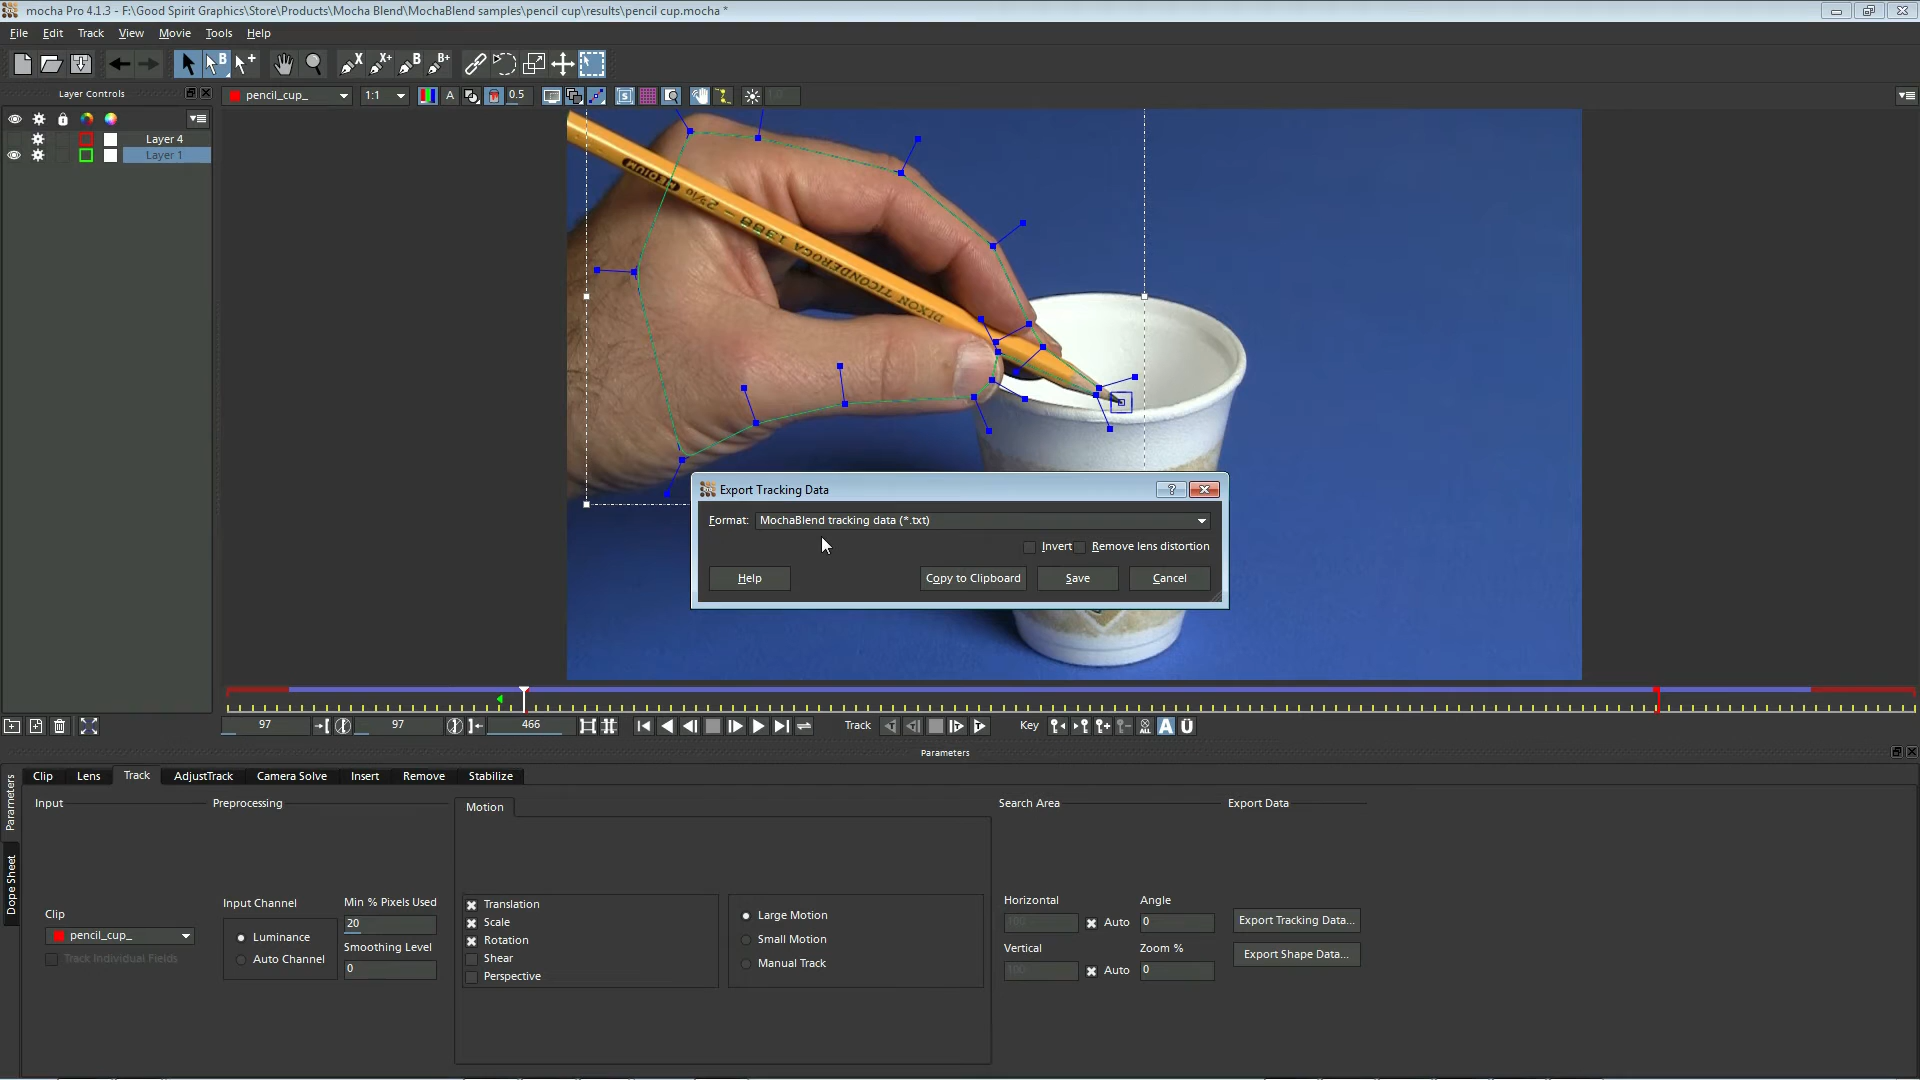 mocha Pro 4.1.3 - F:\Good Spirit Graphics\Store\Products\Mocha Blend\MochaBlend samples\pencil cup\results\pencil cup.mocha *
File Edit Track View Movie Tools Help
Layer Controls
pencil_cup_ 1:1 A 0.5
Layer 4
Layer 1
MEDIUM 2 5/10 - 1388 TICONDEROGA DIXON
Export Tracking Data
Format: MochaBlend tracking data (*.txt)
Invert Remove lens distortion
Help Copy to Clipboard Save Cancel
97 97 466 Track Key
Parameters
Clip Lens Track AdjustTrack Camera Solve Insert Remove Stabilize
Parameters
Dope Sheet
Input Preprocessing Motion Search Area Export Data
Clip
pencil_cup_
Track Individual Fields
Input Channel
Luminance
Auto Channel
Min % Pixels Used
20
Smoothing Level
0
Translation
Scale
Rotation
Shear
Perspective
Large Motion
Small Motion
Manual Track
Horizontal Angle
100 Auto 0
Vertical Zoom %
100 Auto 0
Export Tracking Data...
Export Shape Data...